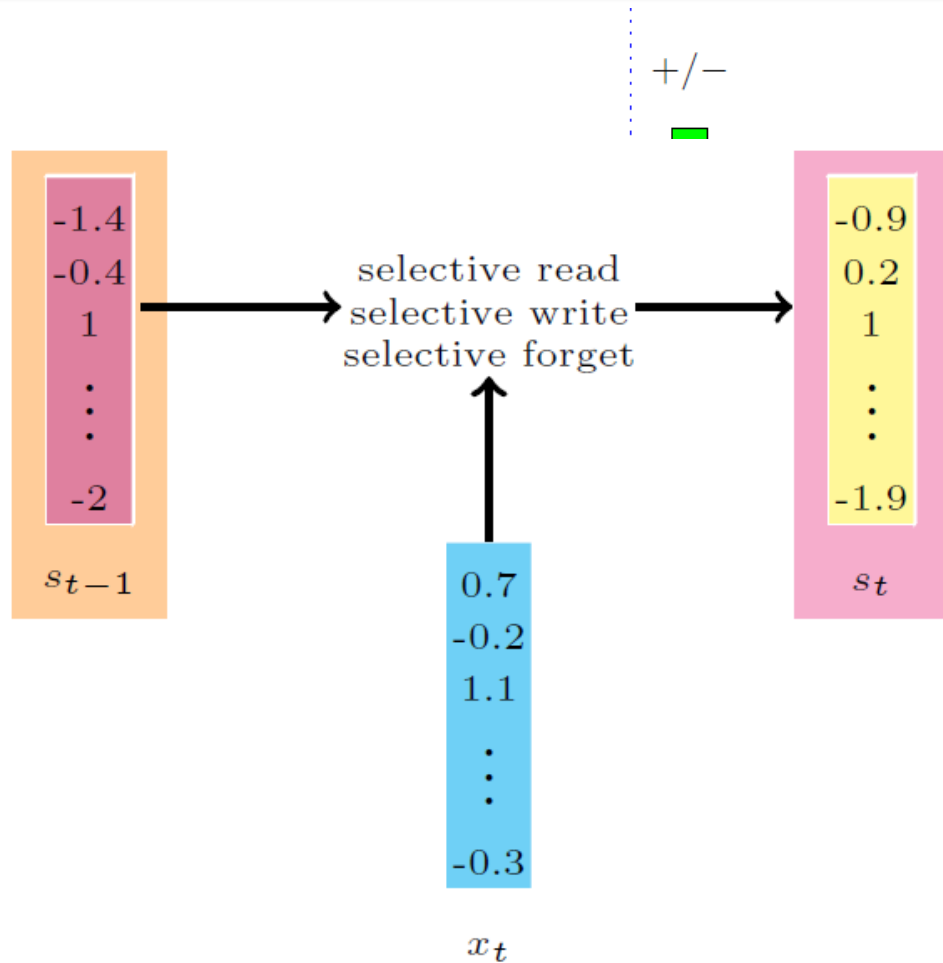 +/−
-1.4
-0.4
1
⋮
-2
s_{t−1}
selective read
selective write
selective forget
-0.9
0.2
1
⋮
-1.9
s_t
0.7
-0.2
1.1
⋮
-0.3
x_t